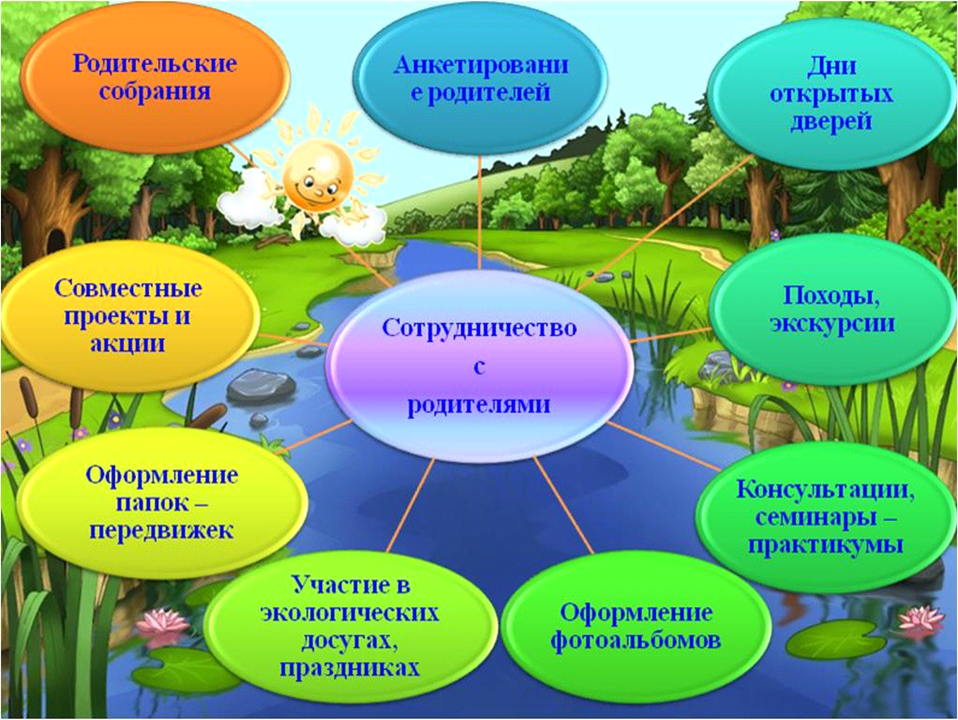 Родительские
собрания
Анкетировани
е родителей
Дни
открытых
дверей
Совместные
проекты и
акции
Сотрудничество
с
родителями
Походы,
экскурсии
Оформление
папок –
передвижек
Консультации,
семинары –
практикумы
Участие в
экологических
досугах,
праздниках
Оформление
фотоальбомов